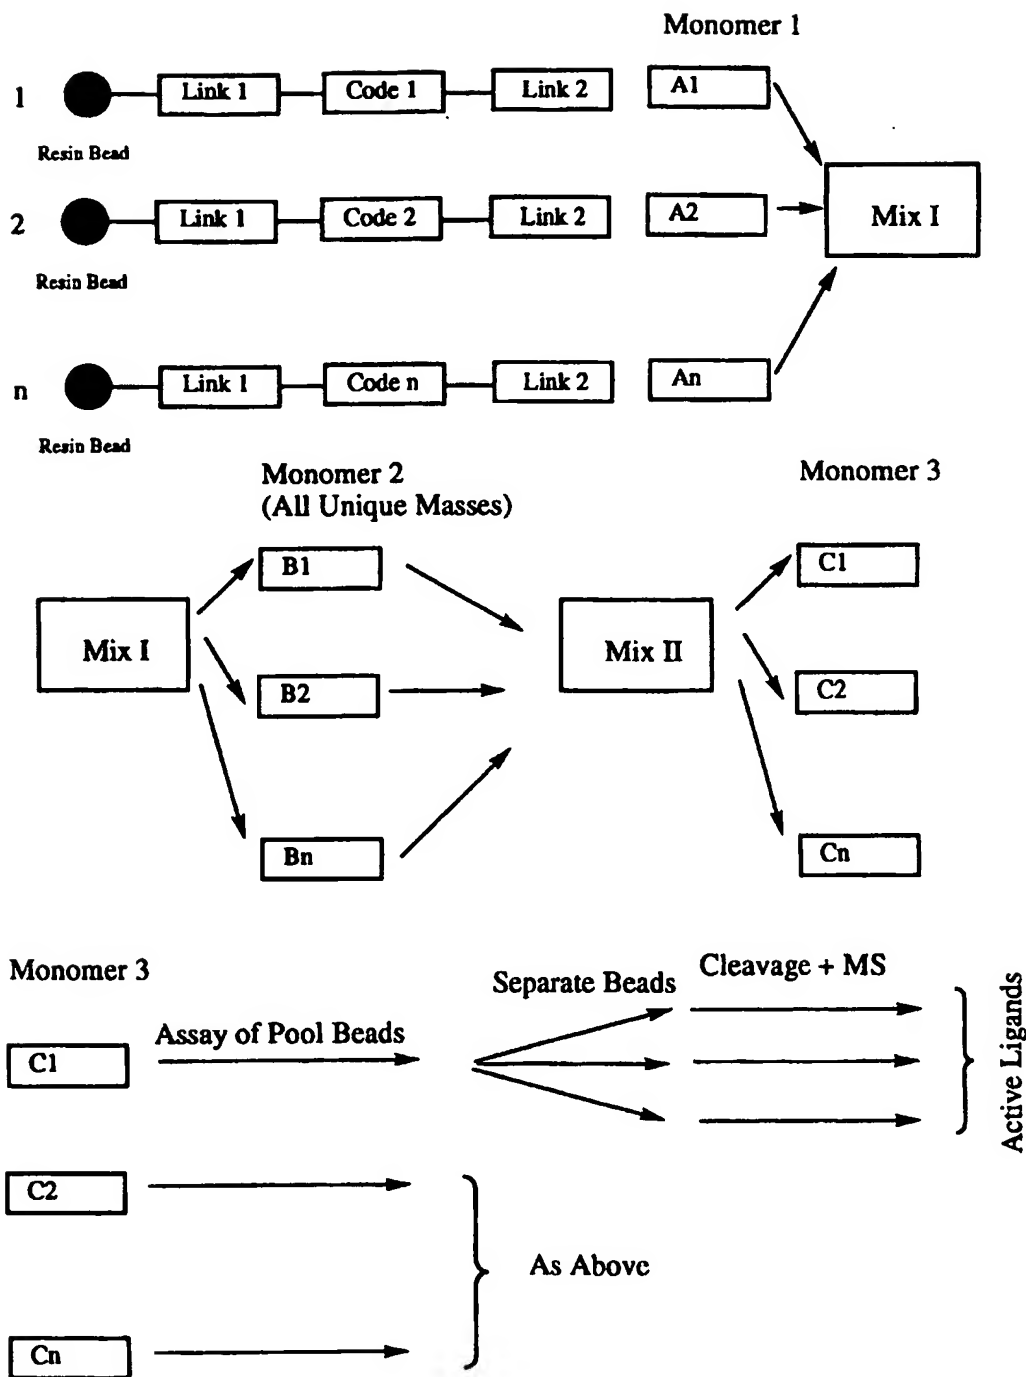 Monomer 1
1 Link 1 Code 1 Link 2 A1
Resin Bead
2 Link 1 Code 2 Link 2 A2 Mix I
Resin Bead
n Link 1 Code n Link 2 An
Resin Bead
Monomer 2
(All Unique Masses)
Monomer 3
B1
C1
Mix I
Mix II
B2
C2
Bn
Cn
Monomer 3
Separate Beads
Cleavage + MS
Assay of Pool Beads
C1
Active Ligands
C2
As Above
Cn